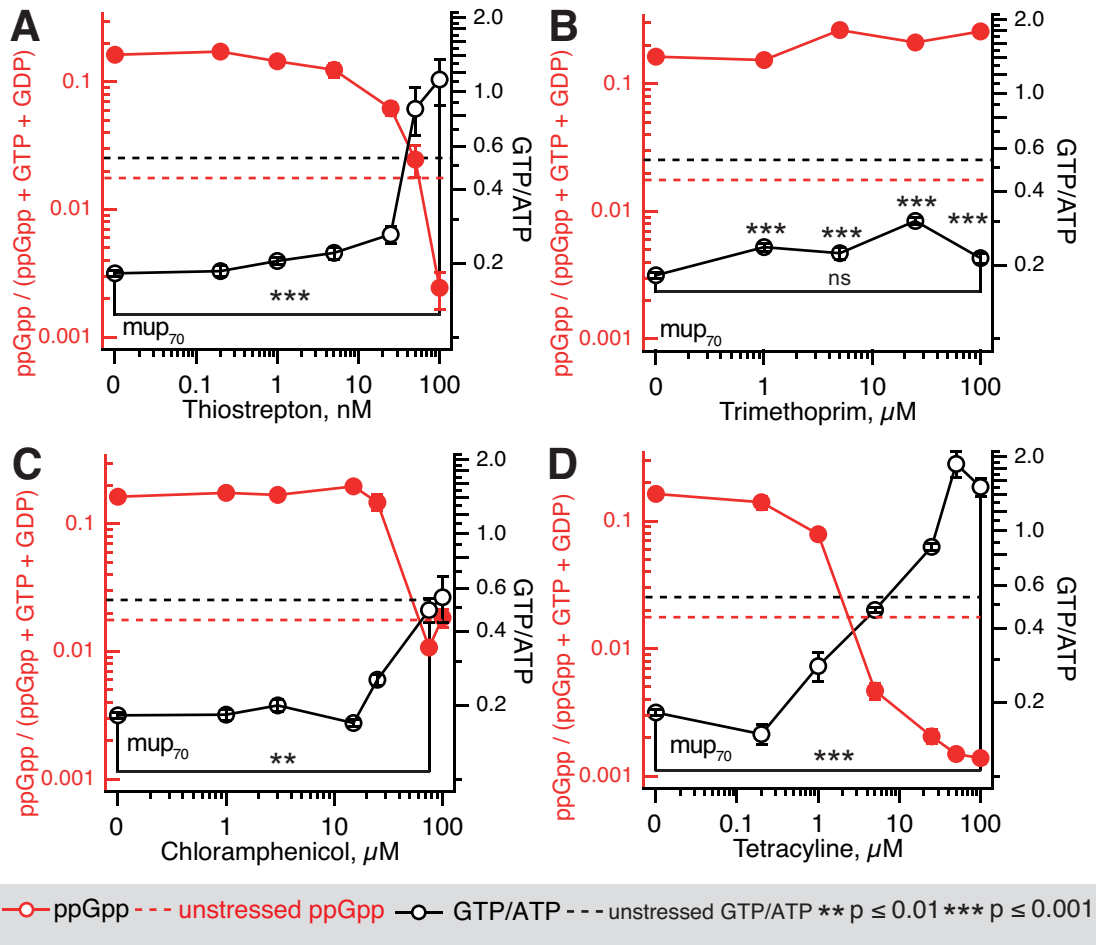 A
ppGpp / (ppGpp + GTP + GDP)
0.1
0.01
0.001
2.0
1.0
0.6
0.4
0.2
GTP/ATP
***
mup70
0 0.1 1 10 100
Thiostrepton, nM
B
ppGpp / (ppGpp + GTP + GDP)
0.1
0.01
0.001
2.0
1.0
0.6
0.4
0.2
GTP/ATP
*** *** *** ***
ns
mup70
0 1 10 100
Trimethoprim, µM
C
ppGpp / (ppGpp + GTP + GDP)
0.1
0.01
0.001
2.0
1.0
0.6
0.4
0.2
GTP/ATP
mup70
**
0 1 10 100
Chloramphenicol, µM
D
ppGpp / (ppGpp + GTP + GDP)
0.1
0.01
0.001
2.0
1.0
0.6
0.4
0.2
GTP/ATP
mup70
***
0 0.1 1 10 100
Tetracyline, µM
ppGpp unstressed ppGpp GTP/ATP unstressed GTP/ATP ** p ≤ 0.01 *** p ≤ 0.001